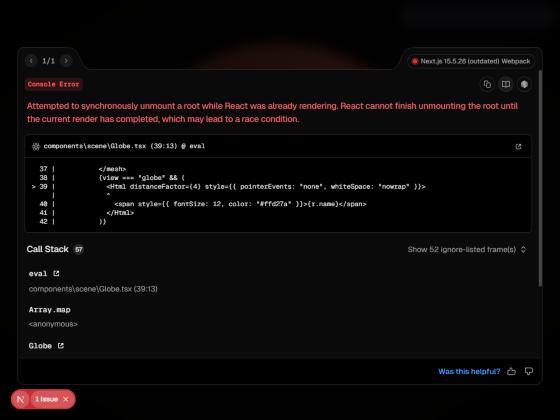 1/1
Next.js 15.5.26 (outdated) Webpack
Console Error
Attempted to synchronously unmount a root while React was already rendering. React cannot finish unmounting the root until
the current render has completed, which may lead to a race condition.
components\scene\Globe.tsx (39:13) @ eval
37 | </mesh>
38 | {view === "globe" && (
> 39 | <Html distanceFactor={4} style={{ pointerEvents: "none", whiteSpace: "nowrap" }}>
| ^
40 | <span style={{ fontSize: 12, color: "#ffd27a" }}>{r.name}</span>
41 | </Html>
42 | )}
Call Stack 57
Show 52 ignore-listed frame(s)
eval
components\scene\Globe.tsx (39:13)
Array.map
<anonymous>
Globe
Was this helpful?
N 1 Issue